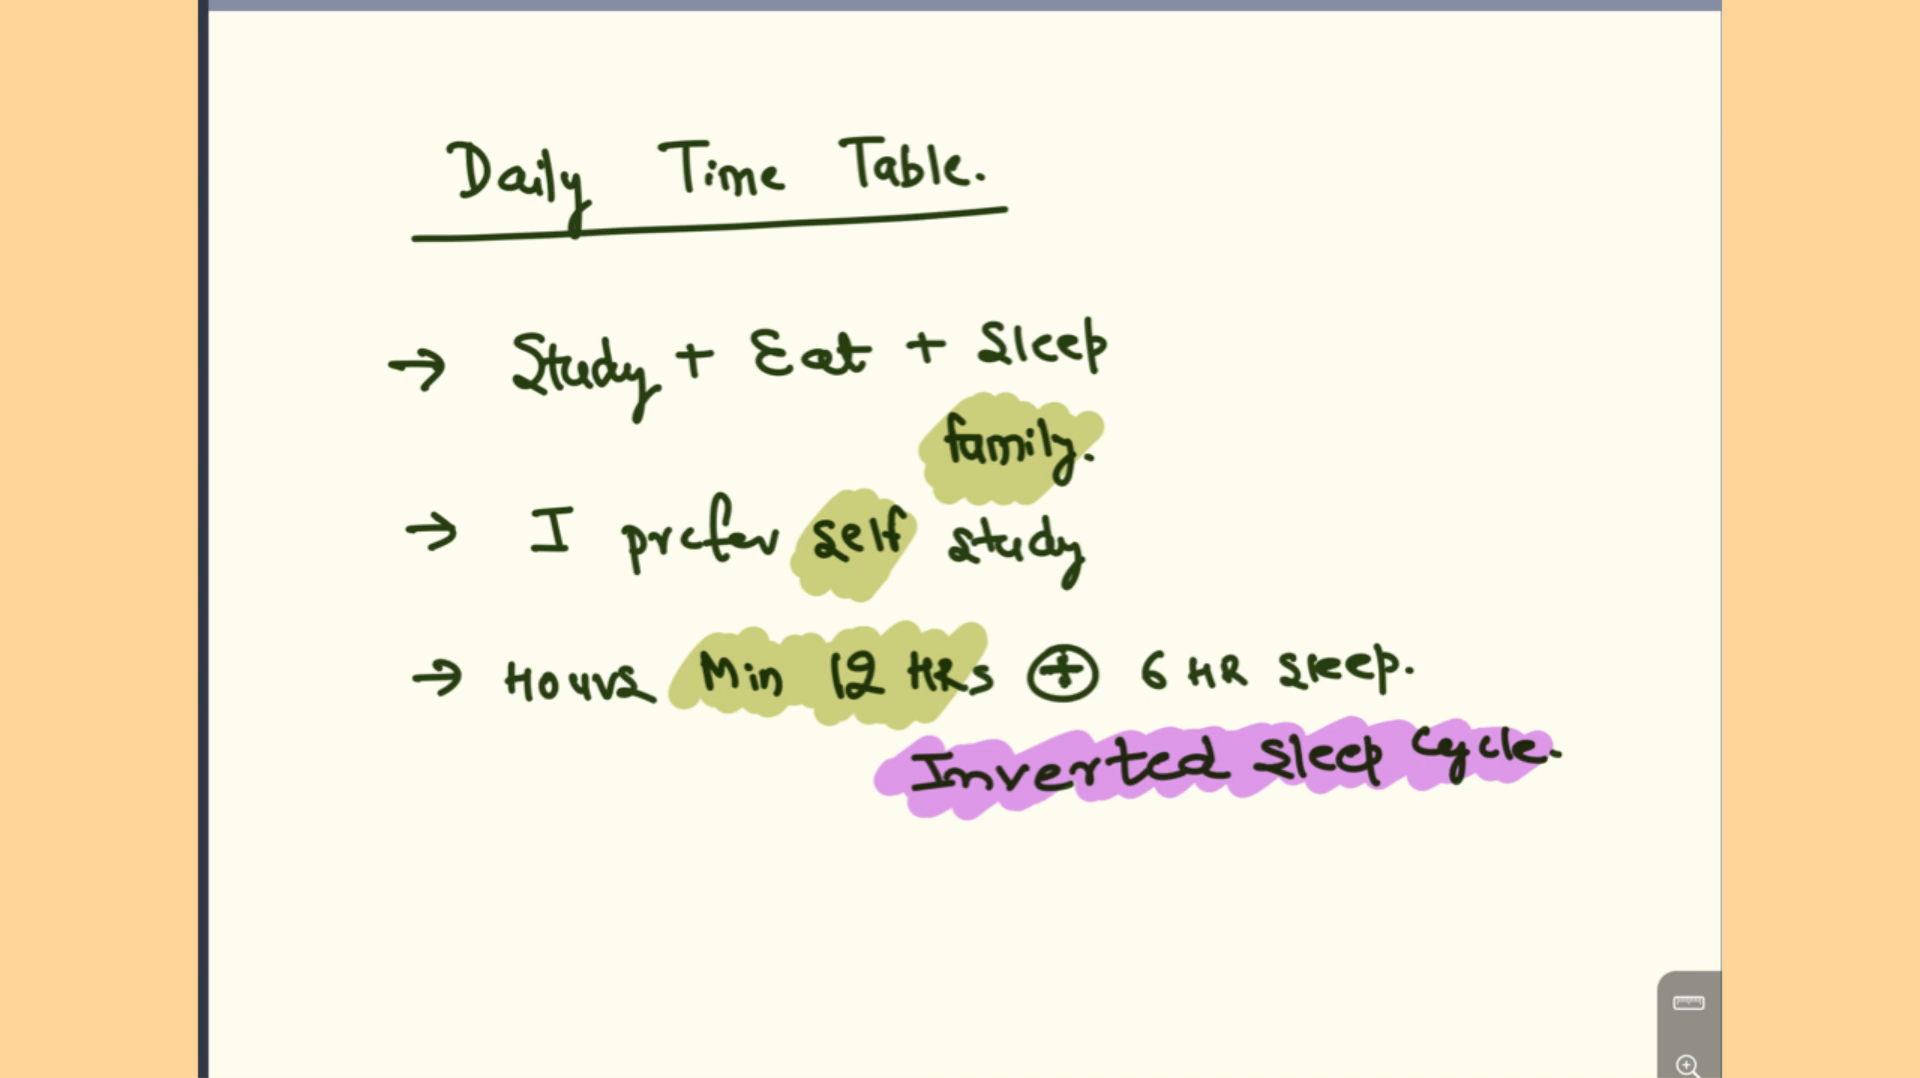 Daily Time Table.
→ Study + Eat + Sleep
family.
→ I prefer self study
→ Hours Min 12 HRs ⊕ 6 HR Sleep.
Inverted Sleep Cycle.